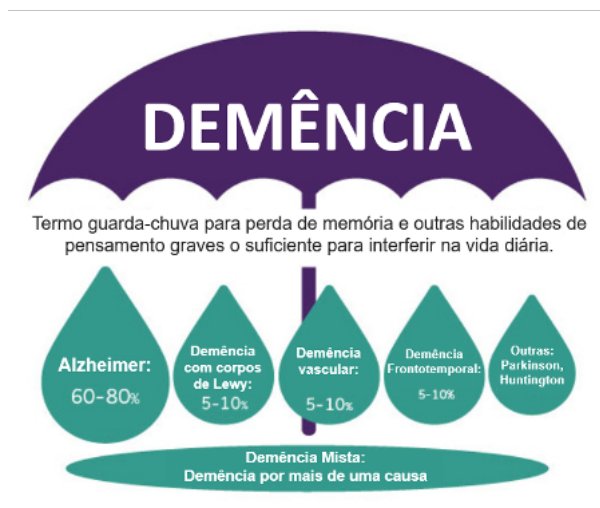 DEMÊNCIA
Termo guarda-chuva para perda de memória e outras habilidades de
pensamento graves o suficiente para interferir na vida diária.
Alzheimer:
60-80%
Demência
com corpos
de Lewy:
5-10%
Demência
vascular:
5-10%
Demência
Frontotemporal:
5-10%
Outras:
Parkinson,
Huntington
Demência Mista:
Demência por mais de uma causa